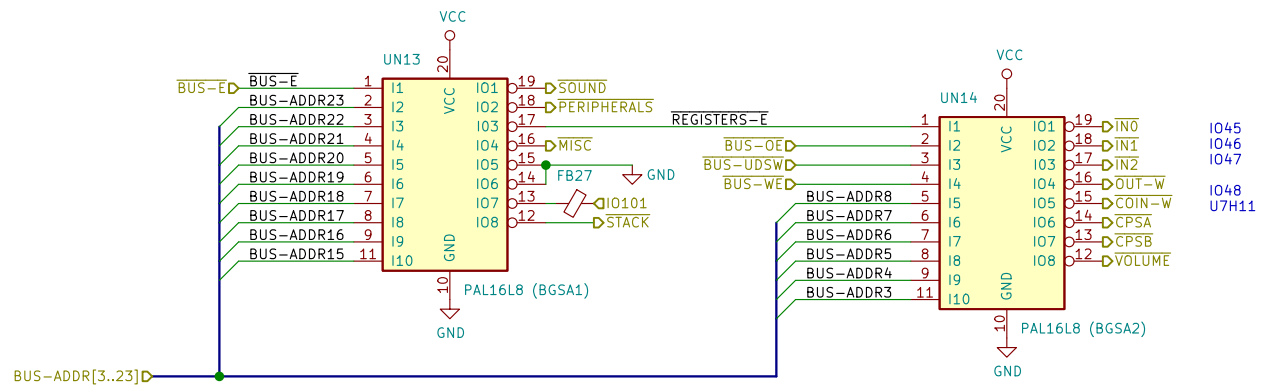 VCC
UN13
20
BUS-E
BUS-E
1
I1
VCC
IO1
19
SOUND
BUS-ADDR23
2
I2
IO2
18
PERIPHERALS
BUS-ADDR22
3
I3
IO3
17
REGISTERS-E
BUS-ADDR21
4
I4
IO4
16
MISC
BUS-ADDR20
5
I5
IO5
15
GND
BUS-ADDR19
6
I6
IO6
14
FB27
BUS-ADDR18
7
I7
IO7
13
IO101
BUS-ADDR17
8
I8
IO8
12
STACK
BUS-ADDR16
9
I9
BUS-ADDR15
11
I10
GND
10
PAL16L8 (BGSA1)
GND
VCC
UN14
20
1
I1
VCC
IO1
19
IN0
BUS-OE
2
I2
IO2
18
IN1
BUS-UDSW
3
I3
IO3
17
IN2
BUS-WE
4
I4
IO4
16
OUT-W
BUS-ADDR8
5
I5
IO5
15
COIN-W
BUS-ADDR7
6
I6
IO6
14
CPSA
BUS-ADDR6
7
I7
IO7
13
CPSB
BUS-ADDR5
8
I8
IO8
12
VOLUME
BUS-ADDR4
9
I9
BUS-ADDR3
11
I10
GND
10
PAL16L8 (BGSA2)
GND
IO45
IO46
IO47
IO48
U7H11
BUS-ADDR[3..23]